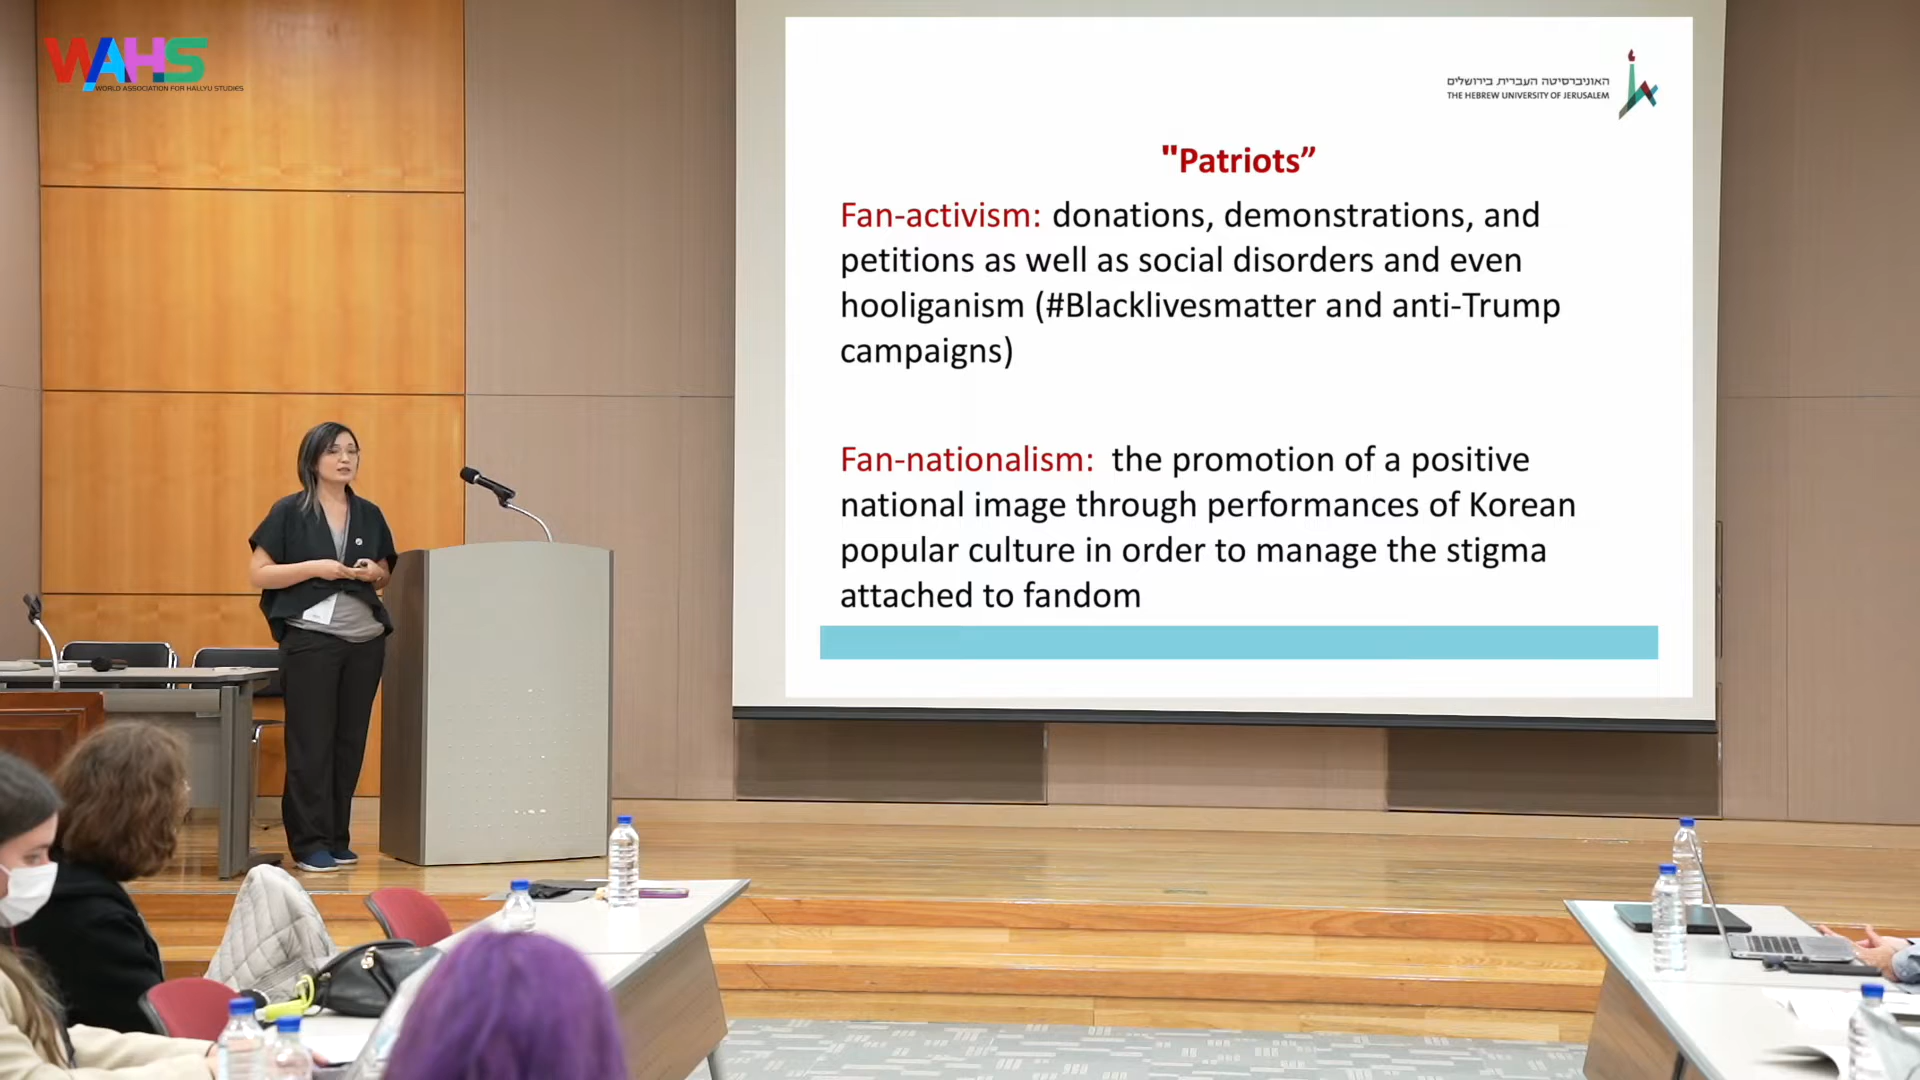 WAHS
WORLD ASSOCIATION FOR HALLYU STUDIES
האוניברסיטה העברית בירושלים
THE HEBREW UNIVERSITY OF JERUSALEM
"Patriots”
Fan-activism: donations, demonstrations, and
petitions as well as social disorders and even
hooliganism (#Blacklivesmatter and anti-Trump
campaigns)
Fan-nationalism: the promotion of a positive
national image through performances of Korean
popular culture in order to manage the stigma
attached to fandom